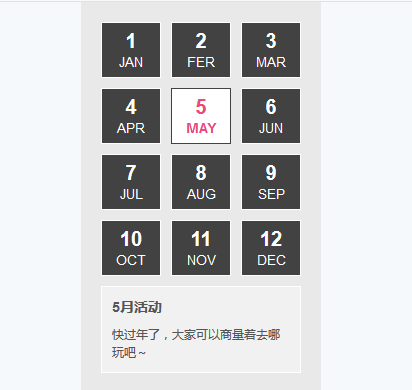 1 2 3
JAN FER MAR
4 5 6
APR MAY JUN
7 8 9
JUL AUG SEP
10 11 12
OCT NOV DEC
5月活动
快过年了，大家可以商量着去哪
玩吧～